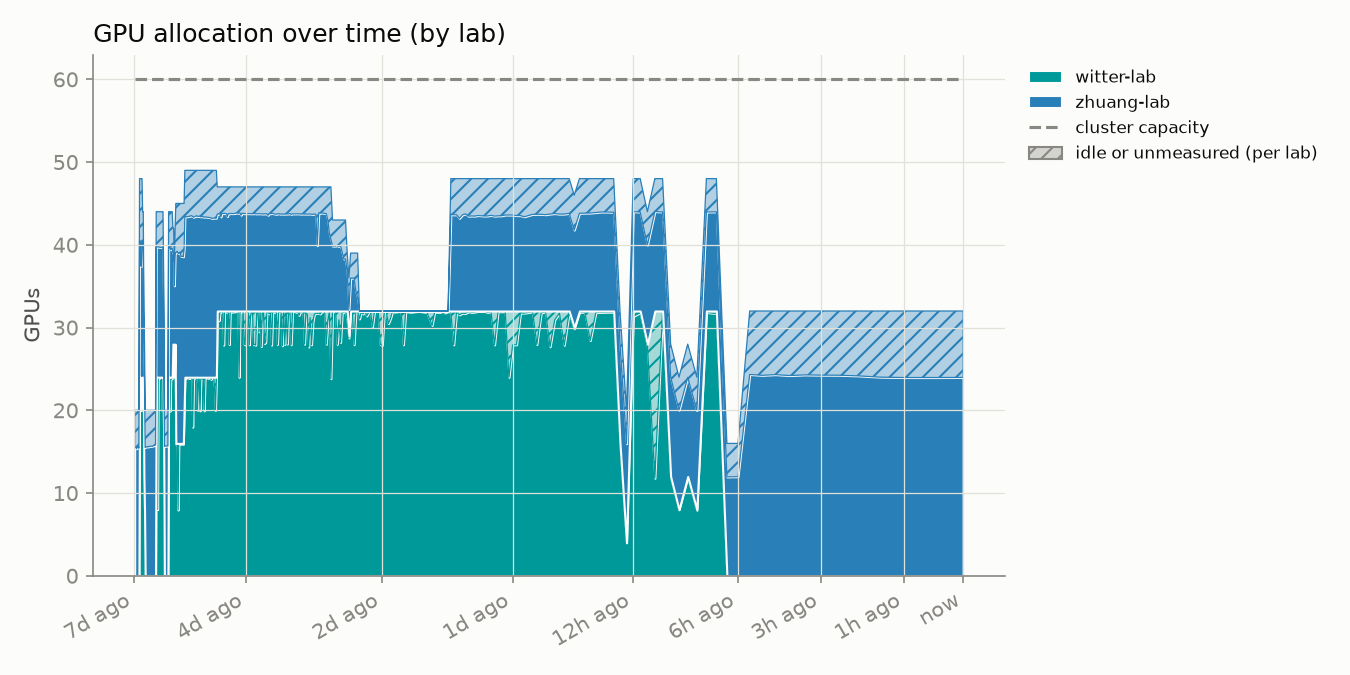 GPU allocation over time (by lab)
witter-lab
zhuang-lab
cluster capacity
idle or unmeasured (per lab)
GPUs
60
50
40
30
20
10
0
7d ago
4d ago
2d ago
1d ago
12h ago
6h ago
3h ago
1h ago
now